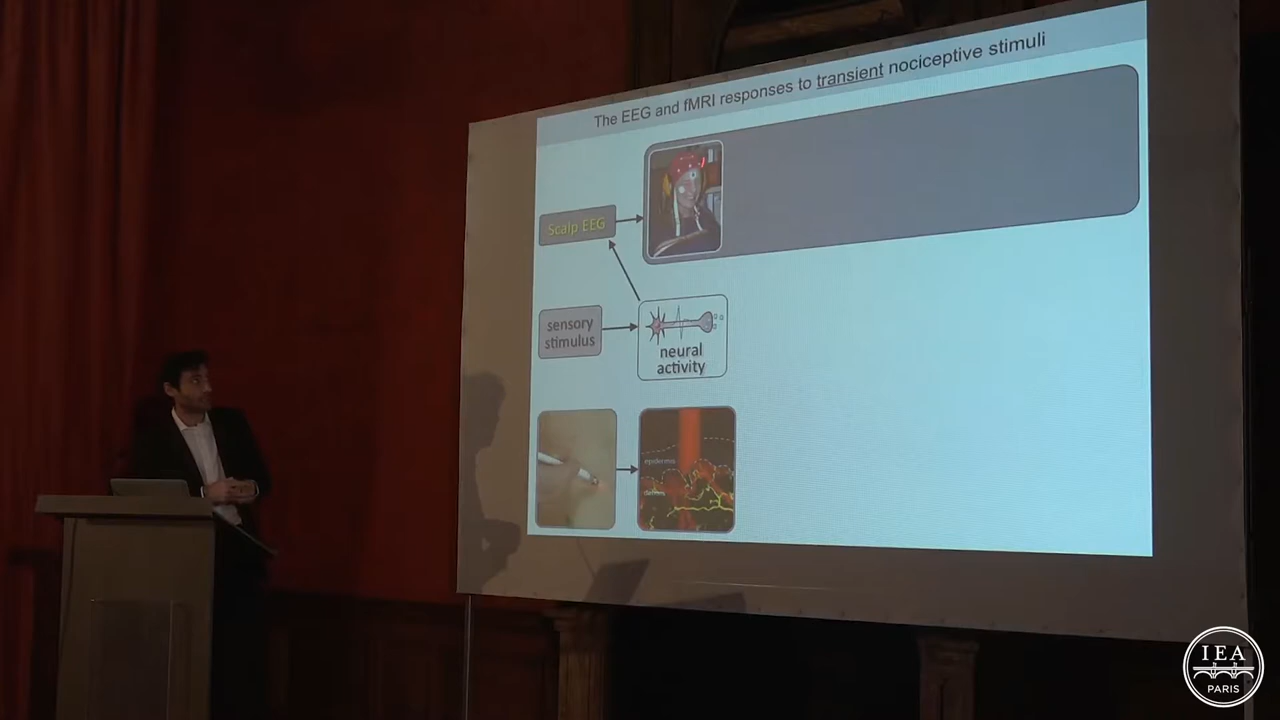 The EEG and fMRI responses to transient nociceptive stimuli
Scalp EEG
sensory
stimulus
neural
activity
epidermis
dermis
IEA
PARIS